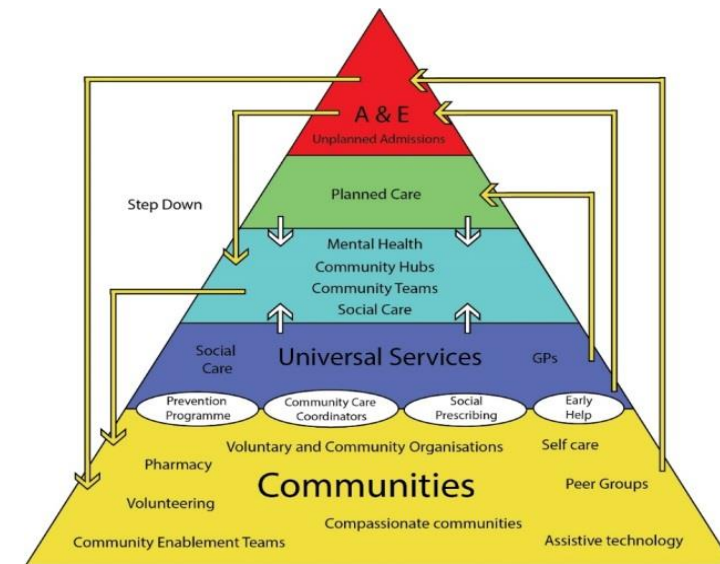 A & E
Unplanned Admissions
Planned Care
Step Down
Mental Health
Community Hubs
Community Teams
Social Care
Social
Care
Universal Services
GPs
Prevention
Programme
Community Care
Coordinators
Social
Prescribing
Early
Help
Voluntary and Community Organisations
Self care
Pharmacy
Communities
Peer Groups
Volunteering
Compassionate communities
Community Enablement Teams
Assistive technology